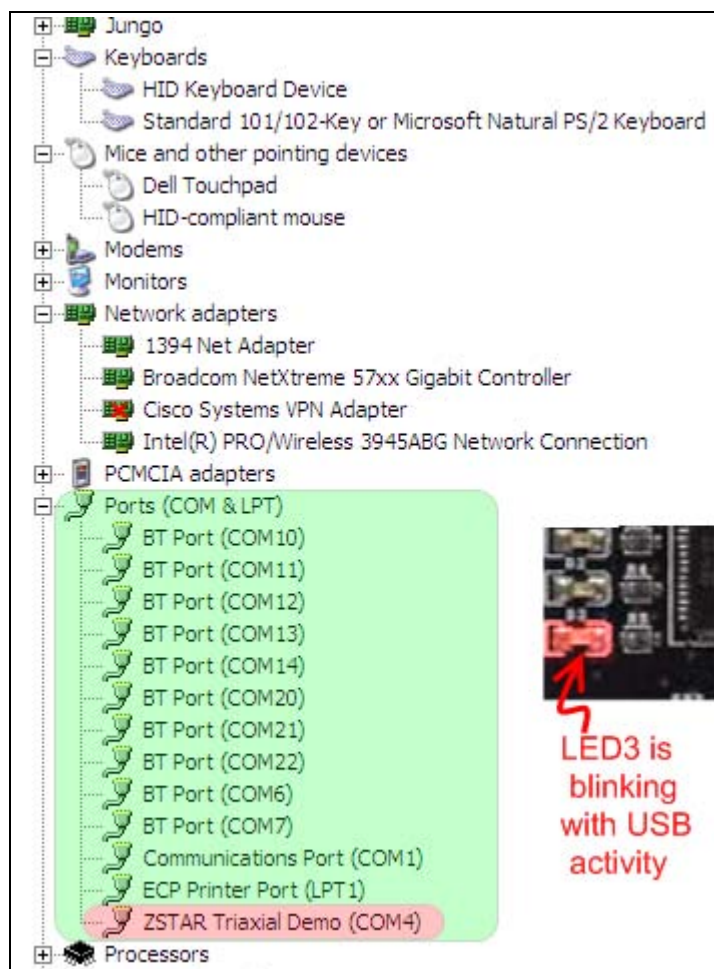 Jungo
Keyboards
HID Keyboard Device
Standard 101/102-Key or Microsoft Natural PS/2 Keyboard
Mice and other pointing devices
Dell Touchpad
HID-compliant mouse
Modems
Monitors
Network adapters
1394 Net Adapter
Broadcom NetXtreme 57xx Gigabit Controller
Cisco Systems VPN Adapter
Intel(R) PRO/Wireless 3945ABG Network Connection
PCMCIA adapters
Ports (COM & LPT)
BT Port (COM10)
BT Port (COM11)
BT Port (COM12)
BT Port (COM13)
BT Port (COM14)
BT Port (COM20)
BT Port (COM21)
BT Port (COM22)
BT Port (COM6)
BT Port (COM7)
Communications Port (COM1)
ECP Printer Port (LPT1)
ZSTAR Triaxial Demo (COM4)
Processors
LED3 is
blinking
with USB
activity